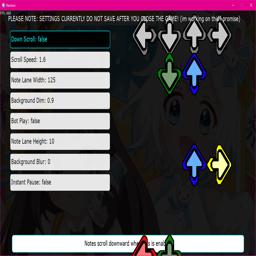 PLEASE NOTE: SETTINGS CURRENTLY DO NOT SAVE AFTER YOU CLOSE THE GAME! (Im working on that i promise)
Down Scroll: false
Scroll Speed: 1.6
Note Lane Width: 125
Background Dim: 0.9
Bot Play: false
Note Lane Height: 10
Background Blur: 0
Instant Pause: false
Notes scroll downward when this is enab